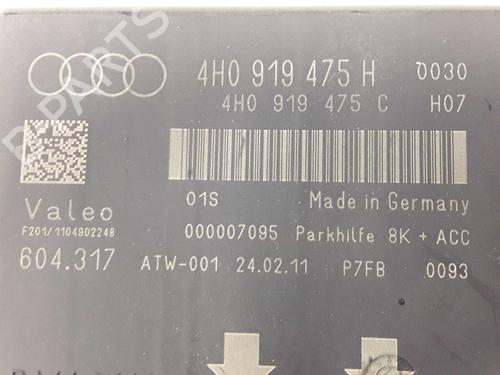 4H0 919 475 H 0030
4H0 919 475 C H07
01S Made in Germany
Valeo
F201/1104902248
000007095 Parkhilfe 8K + ACC
604.317 ATW-001 24.02.11 P7FB 0093
B-PARTS